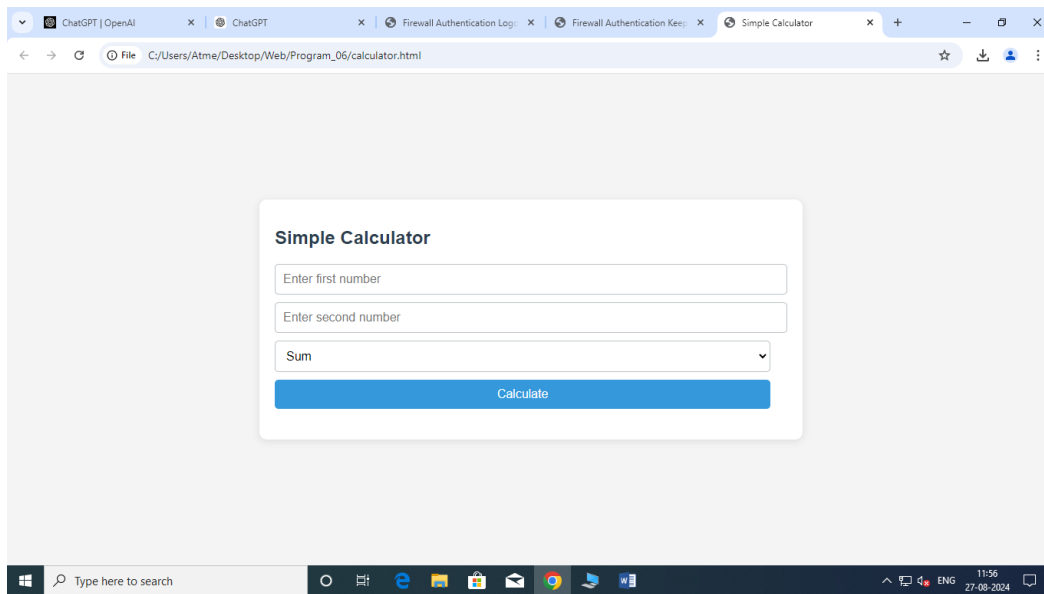 ChatGPT | OpenAI
ChatGPT
Firewall Authentication Logo
Firewall Authentication Keep
Simple Calculator
File C:/Users/Atme/Desktop/Web/Program_06/calculator.html
Simple Calculator
Enter first number
Enter second number
Sum
Calculate
Type here to search
ENG
11:56
27-08-2024